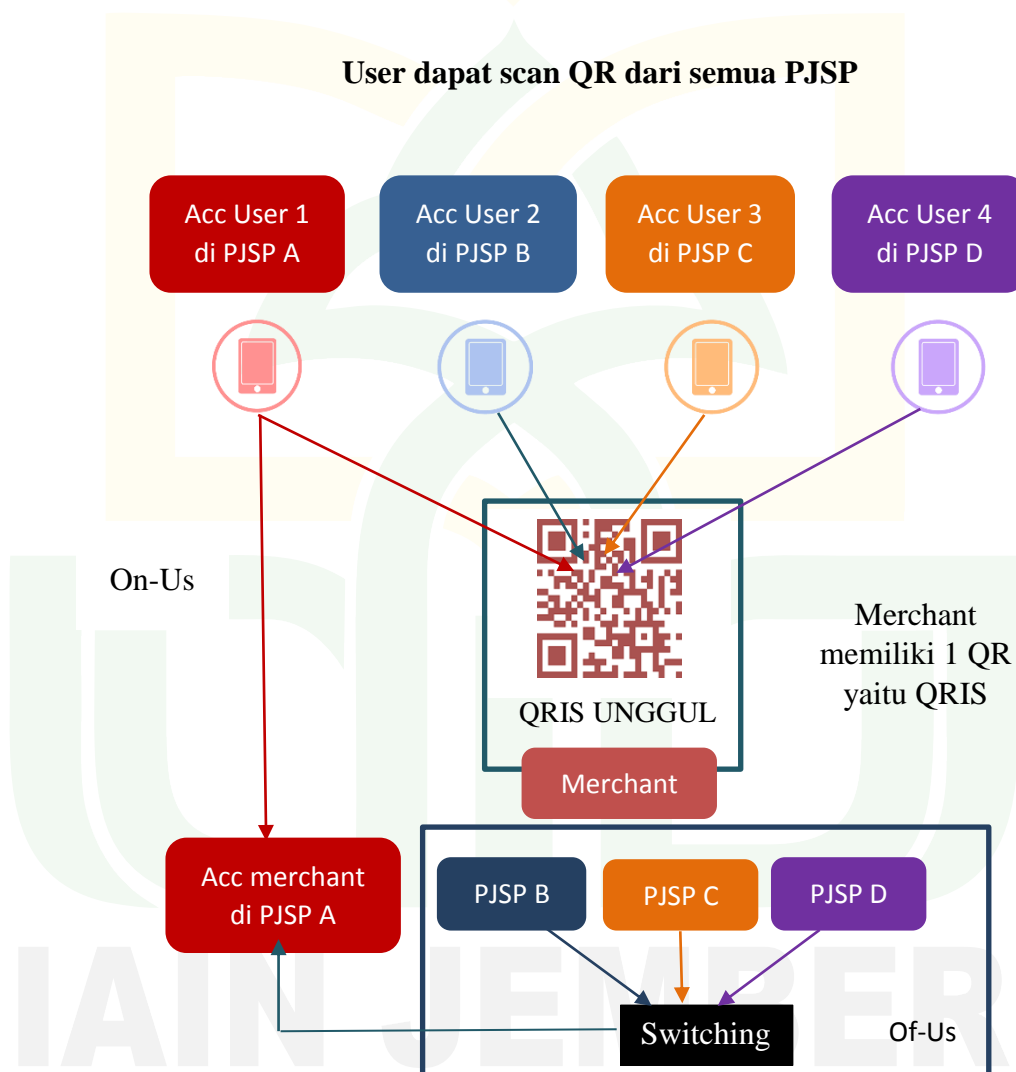 User dapat scan QR dari semua PJSP
Acc User 1
di PJSP A
Acc User 2
di PJSP B
Acc User 3
di PJSP C
Acc User 4
di PJSP D
On-Us
Merchant
memiliki 1 QR
yaitu QRIS
QRIS UNGGUL
Merchant
Acc merchant
di PJSP A
PJSP B
PJSP C
PJSP D
Switching
Of-Us
IAIN JEMBER